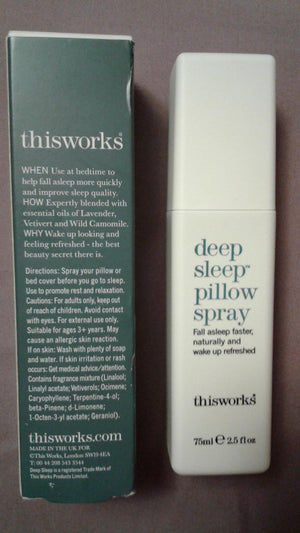 thisworks®
WHEN Use at bedtime to
help fall asleep more quickly
and improve sleep quality.
HOW Expertly blended with
essential oils of Lavender,
Vetivert and Wild Camomile.
WHY Wake up looking and
feeling refreshed - the best
beauty secret there is.
Directions: Spray your pillow or
bed cover before you go to sleep.
Use to promote rest and relaxation.
Cautions: For adults only, keep out
of reach of children. Avoid contact
with eyes. For external use only.
Suitable for ages 3+ years. May
cause an allergic skin reaction.
If on skin: Wash with plenty of soap
and water. If skin irritation or rash
occurs: Get medical advice/attention.
Contains fragrance mixture (Linalool;
Linalyl acetate; Vetiverols; Ocimene;
Caryophyllene; Terpentine-4-ol;
beta-Pinene; d-Limonene;
1-Octen-3-yl acetate; Geraniol).
thisworks.com
MADE IN THE UK FOR
©This Works, London SW19 4EA
T: 00 44 208 543 3544
Deep Sleep is a registered Trade Mark of
This Works Products Limited.
deep
sleep™
pillow
spray
Fall asleep faster,
naturally and
wake up refreshed
thisworks®
75ml ℮ 2.5 fl oz